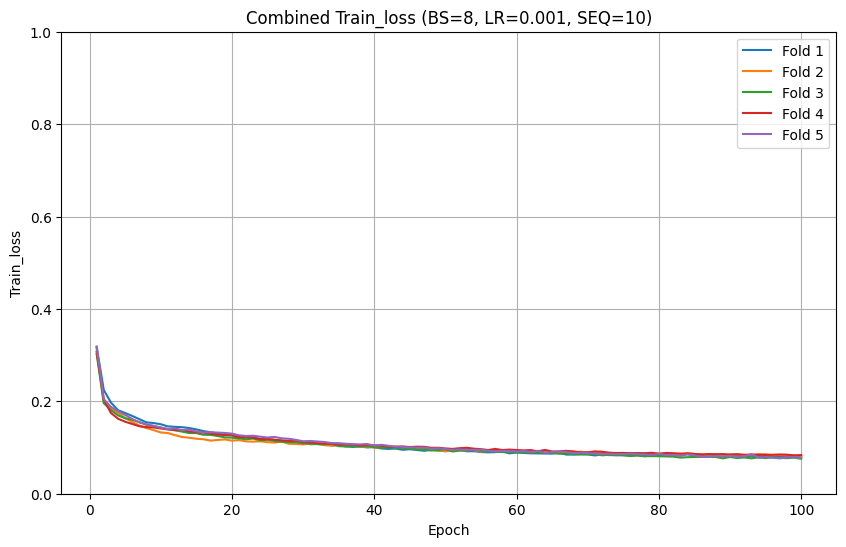 Combined Train_loss (BS=8, LR=0.001, SEQ=10)
1.0
0.8
0.6
0.4
0.2
0.0
Train_loss
Fold 1
Fold 2
Fold 3
Fold 4
Fold 5
0 20 40 60 80 100
Epoch